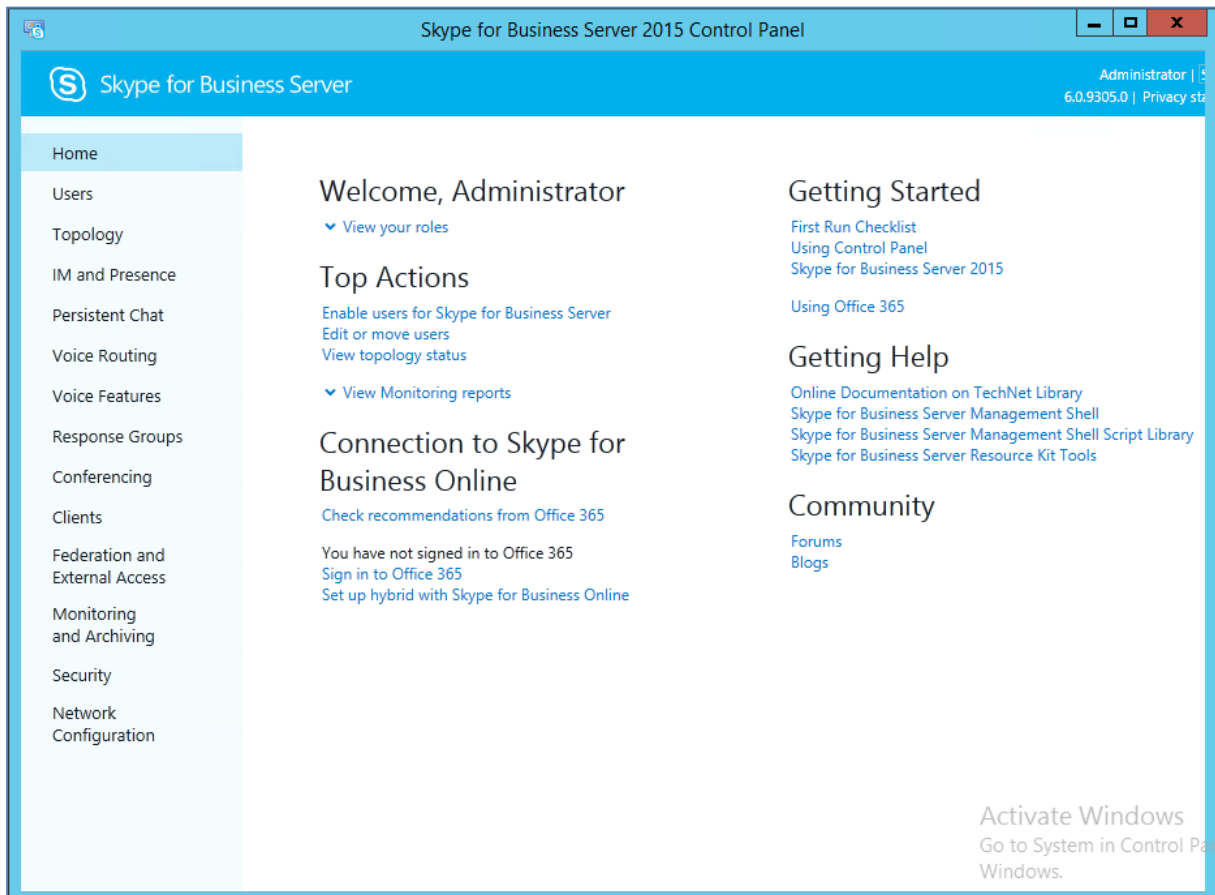 Skype for Business Server 2015 Control Panel
Skype for Business Server
Administrator |
6.0.9305.0 | Privacy
Home
Users
Topology
IM and Presence
Persistent Chat
Voice Routing
Voice Features
Response Groups
Conferencing
Clients
Federation and
External Access
Monitoring
and Archiving
Security
Network
Configuration
Welcome, Administrator
View your roles
Top Actions
Enable users for Skype for Business Server
Edit or move users
View topology status
View Monitoring reports
Connection to Skype for
Business Online
Check recommendations from Office 365
You have not signed in to Office 365
Sign in to Office 365
Set up hybrid with Skype for Business Online
Getting Started
First Run Checklist
Using Control Panel
Skype for Business Server 2015
Using Office 365
Getting Help
Online Documentation on TechNet Library
Skype for Business Server Management Shell
Skype for Business Server Management Shell Script Library
Skype for Business Server Resource Kit Tools
Community
Forums
Blogs
Activate Windows
Go to System in Control
Windows.